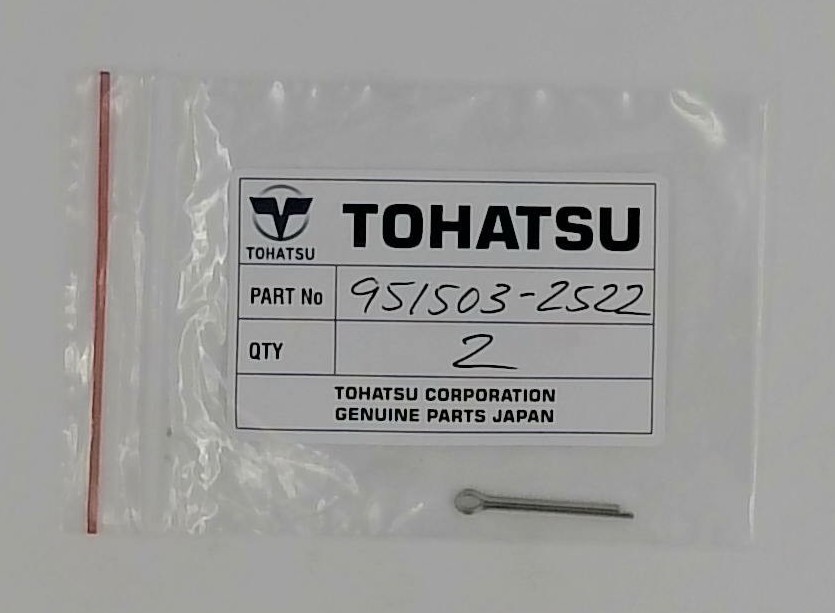 TOHATSU
TOHATSU
PART No 951503-2522
QTY 2
TOHATSU CORPORATION
GENUINE PARTS JAPAN